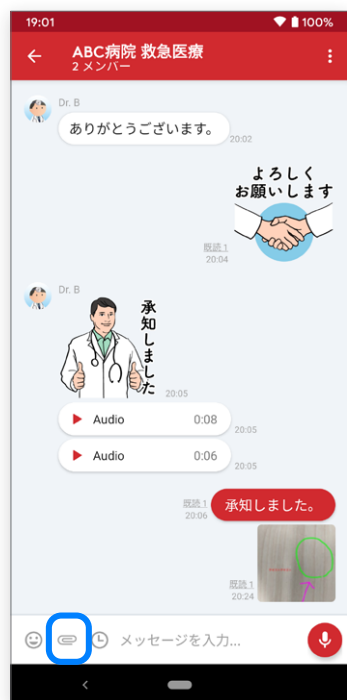 19:01
100%
ABC病院 救急医療
2 メンバー
Dr. B
ありがとうございます。
20:02
よろしく
お願いします
既読 1
20:04
Dr. B
承知しました
20:05
Audio
0:08
20:05
Audio
0:06
20:05
既読 1
20:06
承知しました。
既読 1
20:24
メッセージを入力...